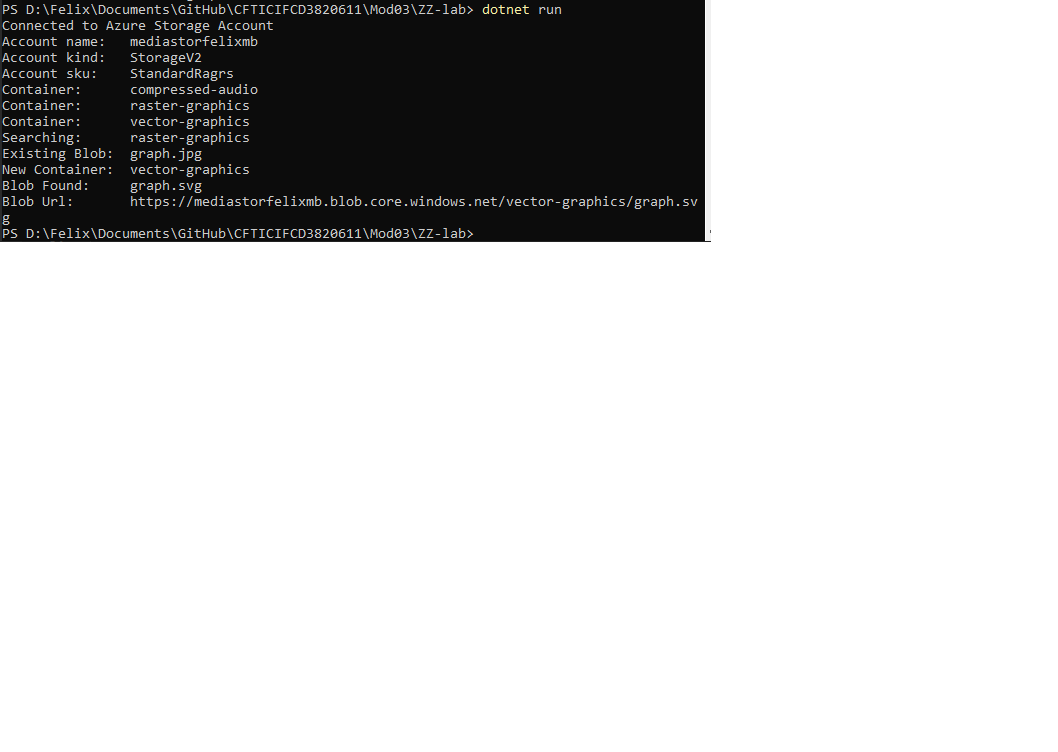 PS D:\Felix\Documents\GitHub\CFTICIFCD3820611\Mod03\ZZ-lab> dotnet run
Connected to Azure Storage Account
Account name:   mediastorfelixmb
Account kind:   StorageV2
Account sku:    StandardRagrs
Container:      compressed-audio
Container:      raster-graphics
Container:      vector-graphics
Searching:      raster-graphics
Existing Blob:  graph.jpg
New Container:  vector-graphics
Blob Found:     graph.svg
Blob Url:       https://mediastorfelixmb.blob.core.windows.net/vector-graphics/graph.sv
g
PS D:\Felix\Documents\GitHub\CFTICIFCD3820611\Mod03\ZZ-lab>